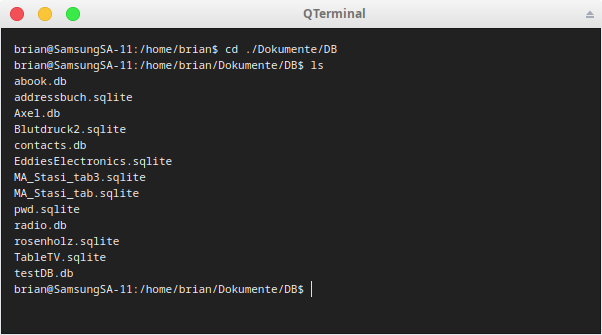 QTerminal
brian@SamsungSA-11:/home/brian$ cd ./Dokumente/DB
brian@SamsungSA-11:/home/brian/Dokumente/DB$ ls
abook.db
addressbuch.sqlite
Axel.db
Blutdruck2.sqlite
contacts.db
EddiesElectronics.sqlite
MA_Stasi_tab3.sqlite
MA_Stasi_tab.sqlite
pwd.sqlite
radio.db
rosenholz.sqlite
TableTV.sqlite
testDB.db
brian@SamsungSA-11:/home/brian/Dokumente/DB$